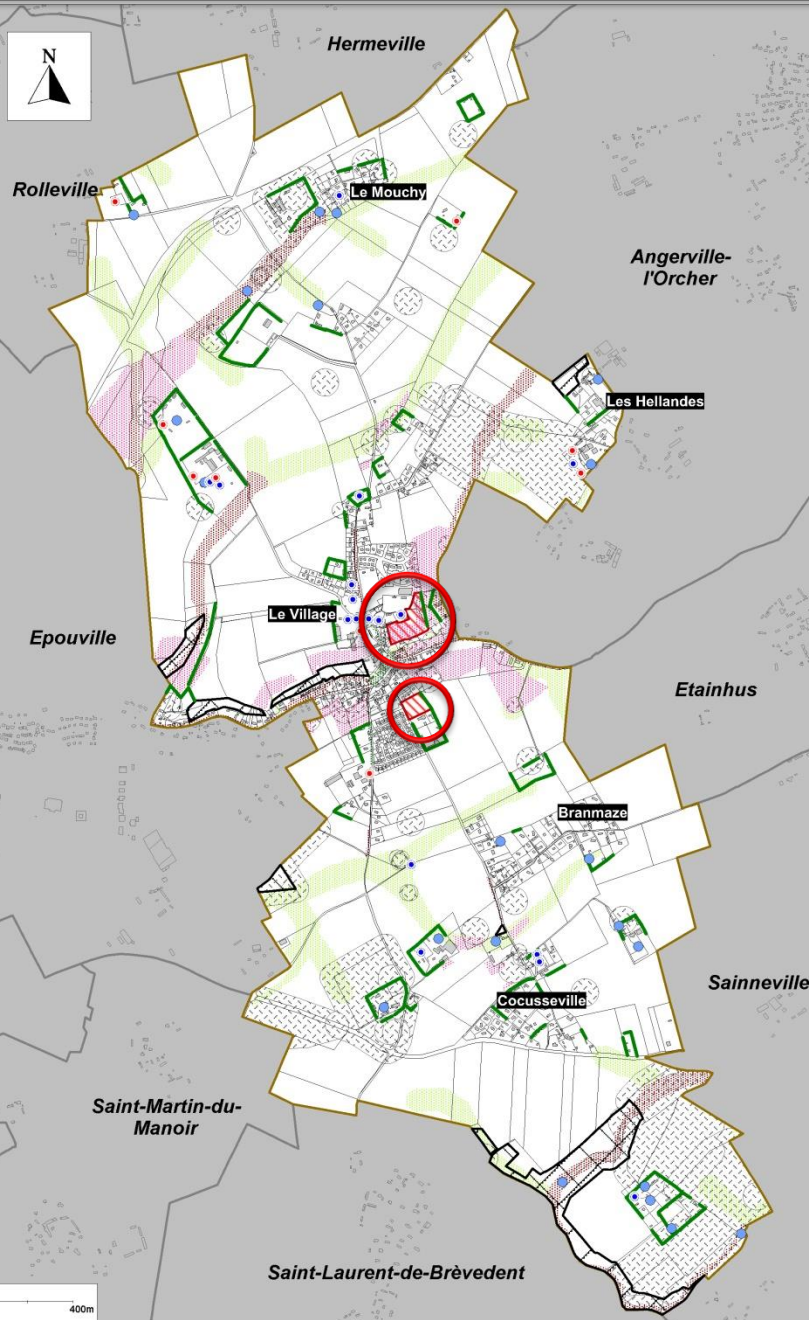 Hermeville
N
Rolleville
Le Mouchy
Angerville-
l'Orcher
Les Hellandes
Le Village
Epouville
Etainhus
Branmaze
Sainneville
Cocusseville
Saint-Martin-du-
Manoir
Saint-Laurent-de-Brèvedent
400m